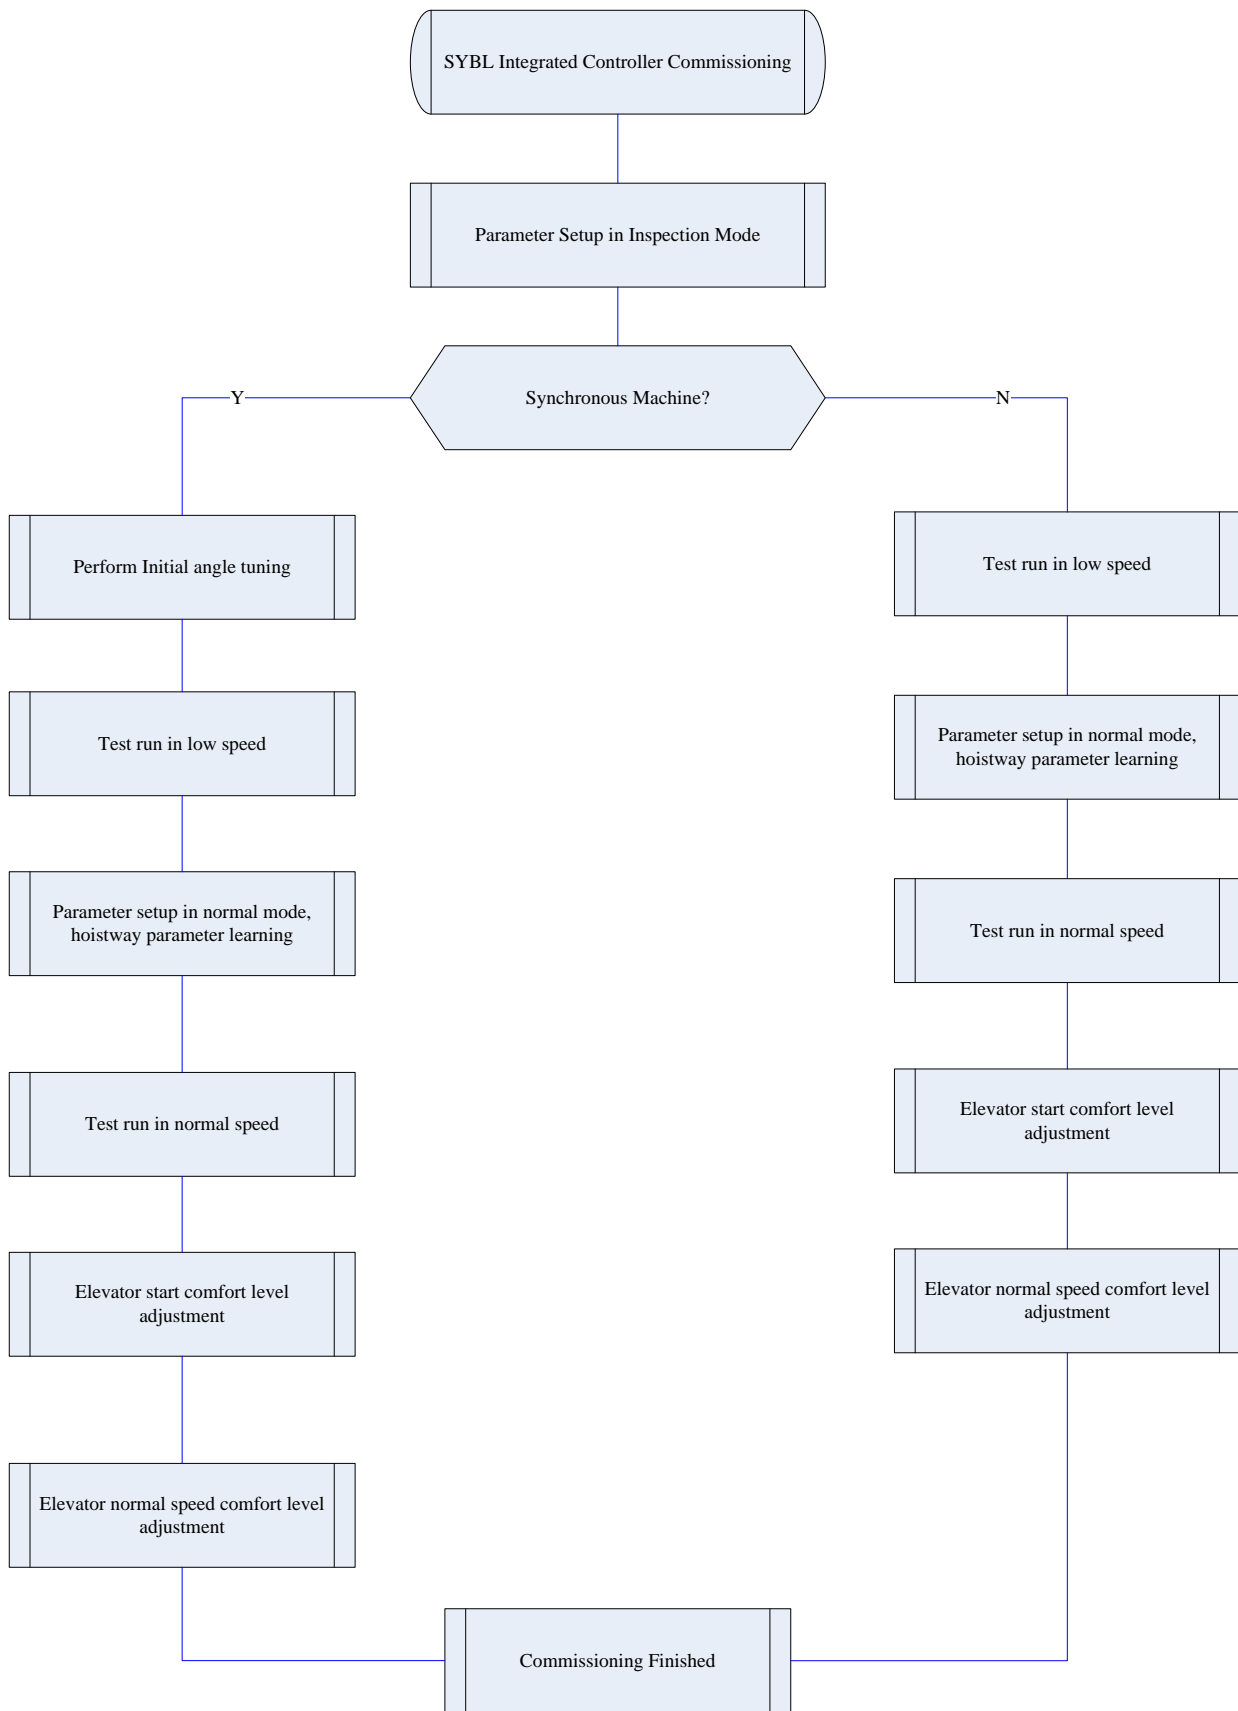 SYBL Integrated Controller Commissioning
Parameter Setup in Inspection Mode
Synchronous Machine?
Y
N
Perform Initial angle tuning
Test run in low speed
Parameter setup in normal mode,
hoistway parameter learning
Test run in normal speed
Elevator start comfort level
adjustment
Elevator normal speed comfort level
adjustment
Test run in low speed
Parameter setup in normal mode,
hoistway parameter learning
Test run in normal speed
Elevator start comfort level
adjustment
Elevator normal speed comfort level
adjustment
Commissioning Finished